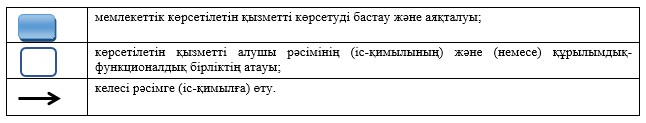 мемлекеттік көрсетілетін қызметті көрсетуді бастау және аяқталуы;
көрсетілетін қызметті алушы рәсімінің (іс-қимылының) және (немесе) құрылымдық-
функционалдық бірліктің атауы;
келесі рәсімге (іс-қимылға) өту.